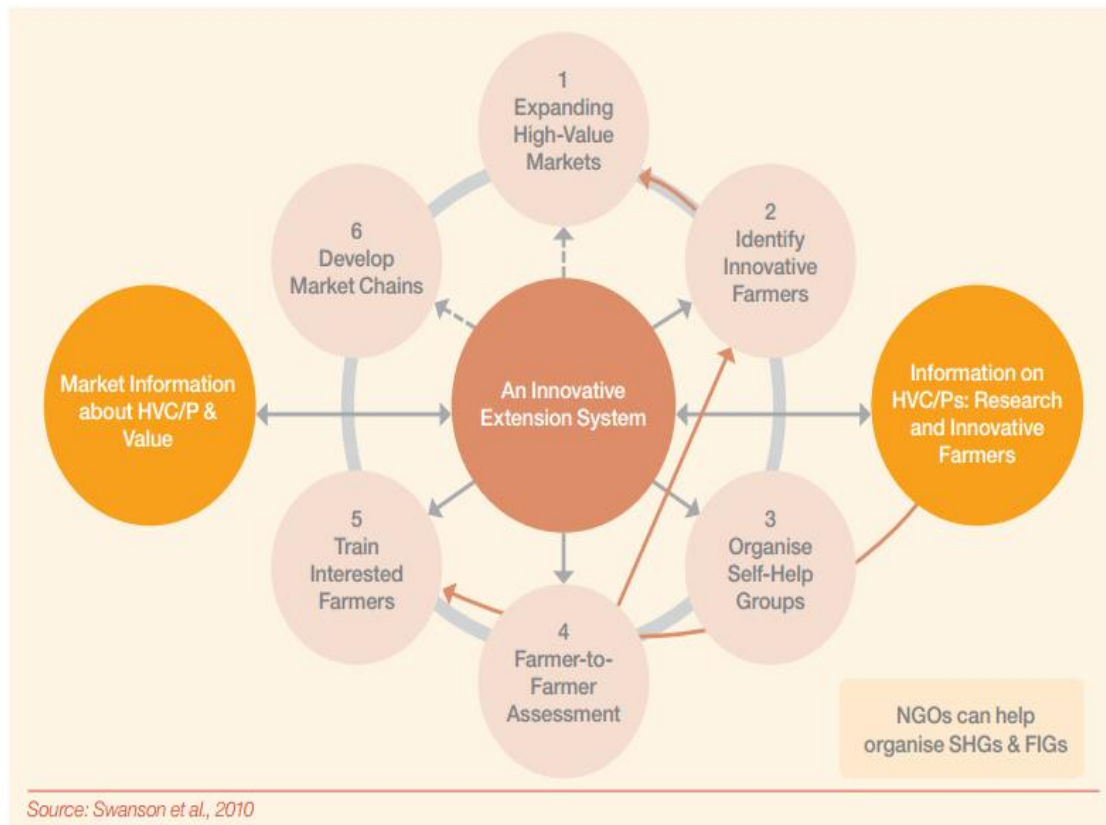 1
Expanding
High-Value
Markets
2
Identify
Innovative
Farmers
6
Develop
Market Chains
Market Information
about HVC/P &
Value
An Innovative
Extension System
Information on
HVC/Ps: Research
and Innovative
Farmers
5
Train
Interested
Farmers
3
Organise
Self-Help
Groups
4
Farmer-to-
Farmer
Assessment
NGOs can help
organise SHGs & FIGs
Source: Swanson et al., 2010